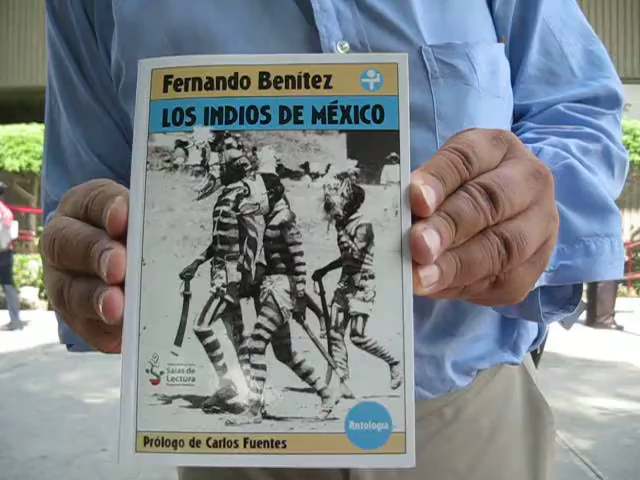 Fernando Benítez
LOS INDIOS DE MÉXICO
Salas de
Lectura
Antología
Prólogo de Carlos Fuentes